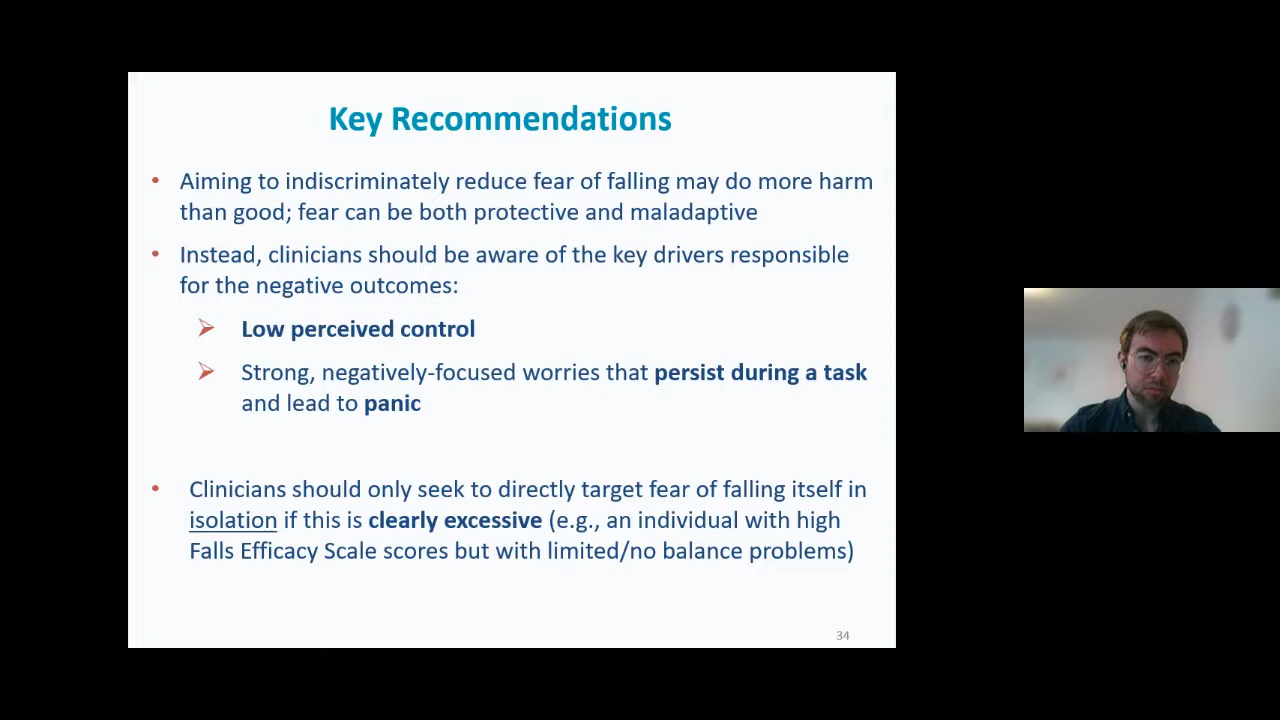 Key Recommendations
• Aiming to indiscriminately reduce fear of falling may do more harm
than good; fear can be both protective and maladaptive
• Instead, clinicians should be aware of the key drivers responsible
for the negative outcomes:
➢ Low perceived control
➢ Strong, negatively-focused worries that persist during a task
and lead to panic
• Clinicians should only seek to directly target fear of falling itself in
isolation if this is clearly excessive (e.g., an individual with high
Falls Efficacy Scale scores but with limited/no balance problems)
34